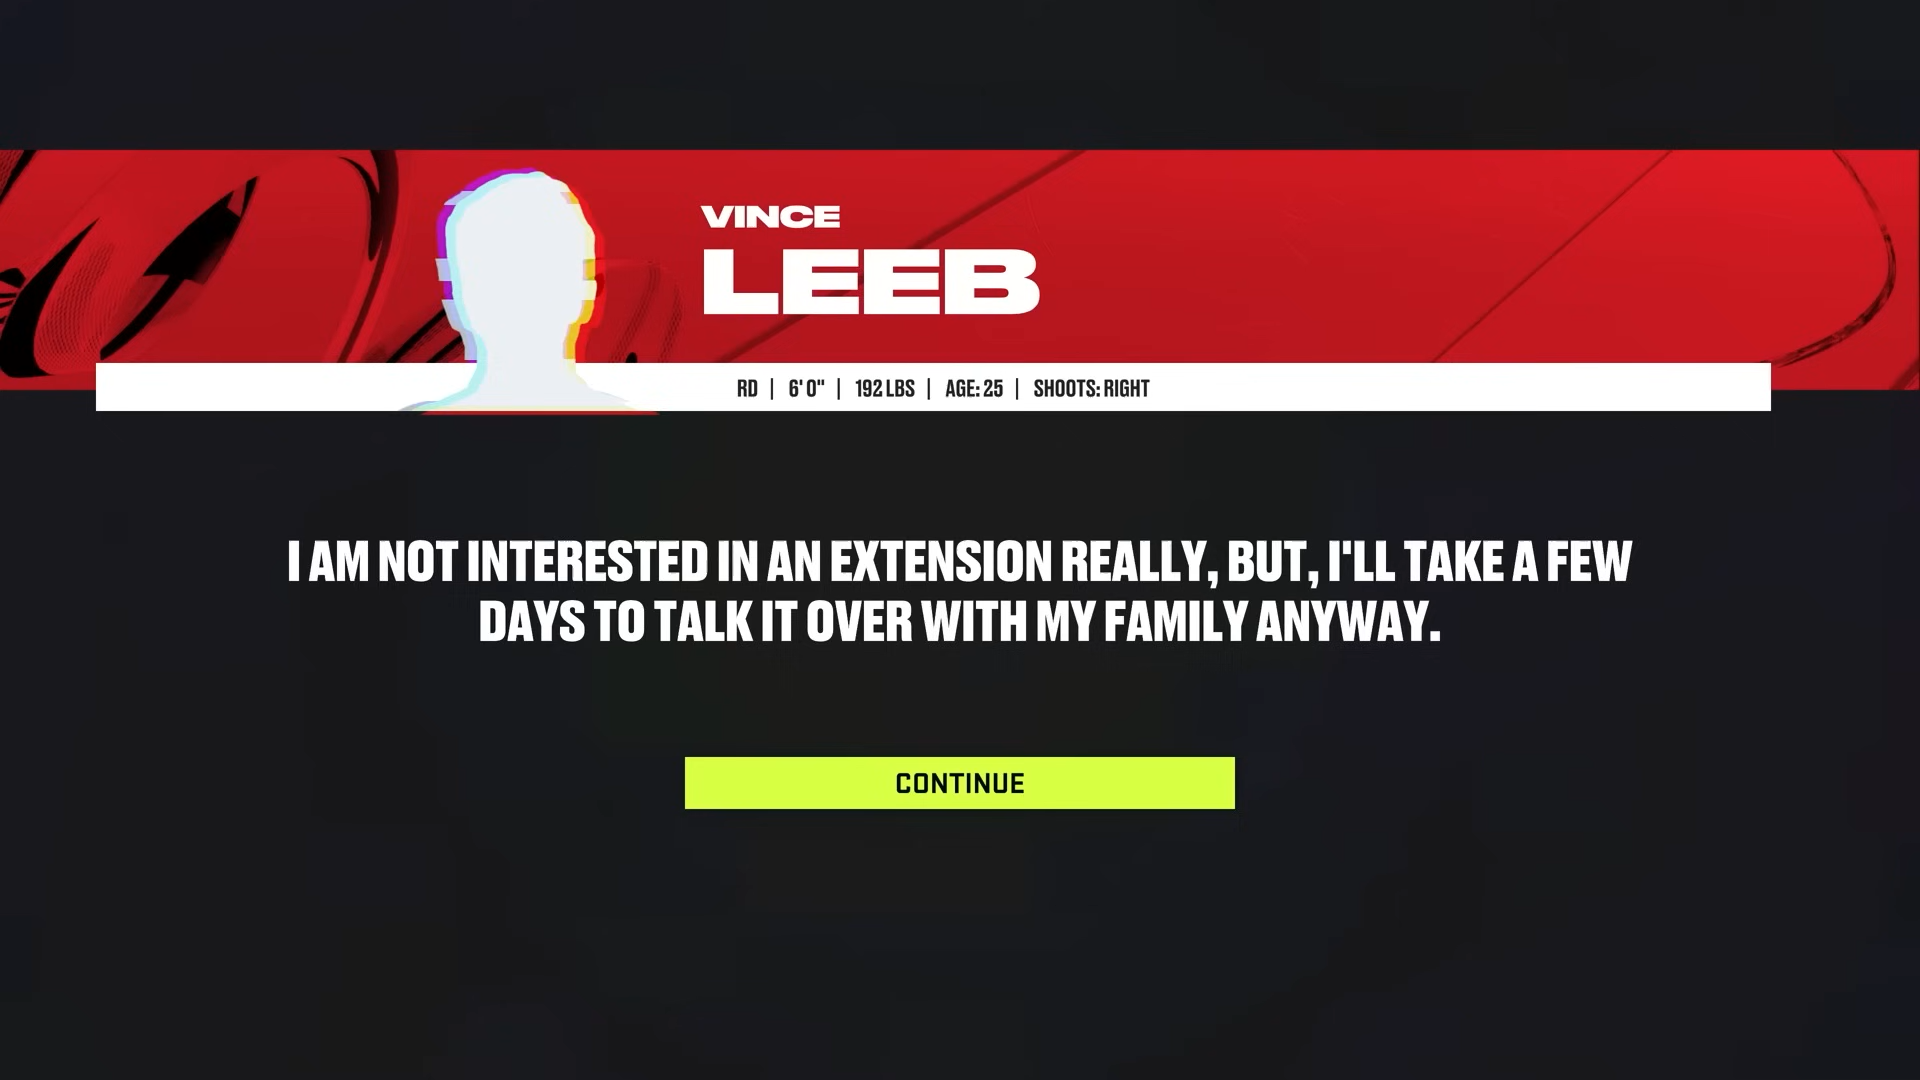 VINCE
LEEB
RD | 6' 0" | 192 LBS | AGE: 25 | SHOOTS: RIGHT
I AM NOT INTERESTED IN AN EXTENSION REALLY, BUT, I'LL TAKE A FEW
DAYS TO TALK IT OVER WITH MY FAMILY ANYWAY.
CONTINUE